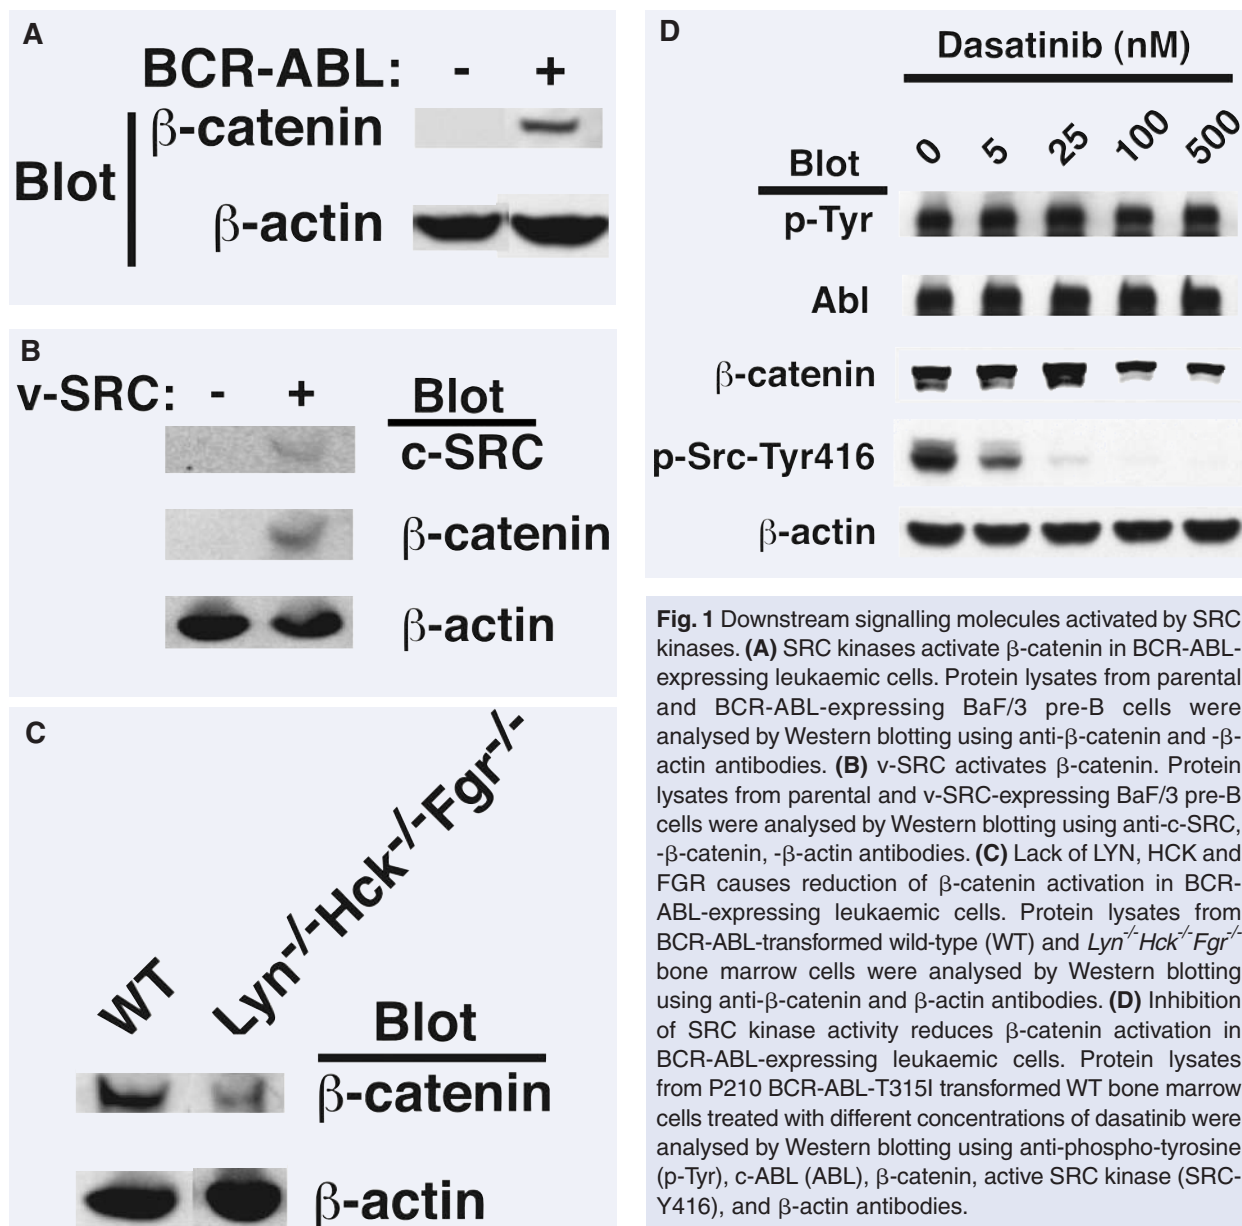 A
BCR-ABL: - +
Blot
β-catenin
β-actin
B
v-SRC: - +
Blot
c-SRC
β-catenin
β-actin
C
WT
Lyn-/-Hck-/-Fgr-/-
Blot
β-catenin
β-actin
D
Dasatinib (nM)
Blot
0 5 25 100 500
p-Tyr
Abl
β-catenin
p-Src-Tyr416
β-actin
Fig. 1 Downstream signalling molecules activated by SRC
kinases. (A) SRC kinases activate β-catenin in BCR-ABL-
expressing leukaemic cells. Protein lysates from parental
and BCR-ABL-expressing BaF/3 pre-B cells were
analysed by Western blotting using anti-β-catenin and -β-
actin antibodies. (B) v-SRC activates β-catenin. Protein
lysates from parental and v-SRC-expressing BaF/3 pre-B
cells were analysed by Western blotting using anti-c-SRC,
-β-catenin, -β-actin antibodies. (C) Lack of LYN, HCK and
FGR causes reduction of β-catenin activation in BCR-
ABL-expressing leukaemic cells. Protein lysates from
BCR-ABL-transformed wild-type (WT) and Lyn-/-Hck-/-Fgr-/-
bone marrow cells were analysed by Western blotting
using anti-β-catenin and β-actin antibodies. (D) Inhibition
of SRC kinase activity reduces β-catenin activation in
BCR-ABL-expressing leukaemic cells. Protein lysates
from P210 BCR-ABL-T315I transformed WT bone marrow
cells treated with different concentrations of dasatinib were
analysed by Western blotting using anti-phospho-tyrosine
(p-Tyr), c-ABL (ABL), β-catenin, active SRC kinase (SRC-
Y416), and β-actin antibodies.